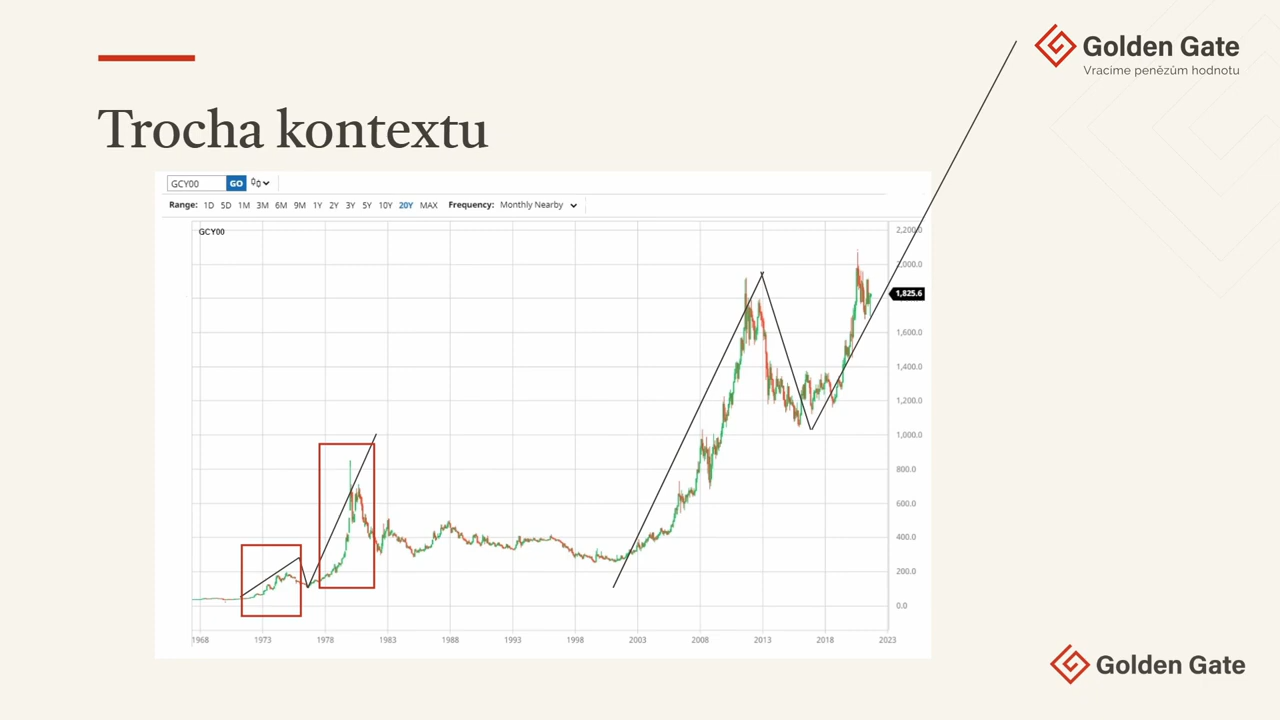 Golden Gate
Vracíme penězům hodnotu
Trocha kontextu
GCY00 GO
Range: 1D 5D 1M 3M 6M 9M 1Y 2Y 3Y 5Y 10Y 20Y MAX Frequency: Monthly Nearby
GCY00
2,200.0
2,000.0
1,825.6
1,600.0
1,400.0
1,200.0
1,000.0
800.0
600.0
400.0
200.0
0.0
1968 1973 1978 1983 1988 1993 1998 2003 2008 2013 2018 2023
Golden Gate